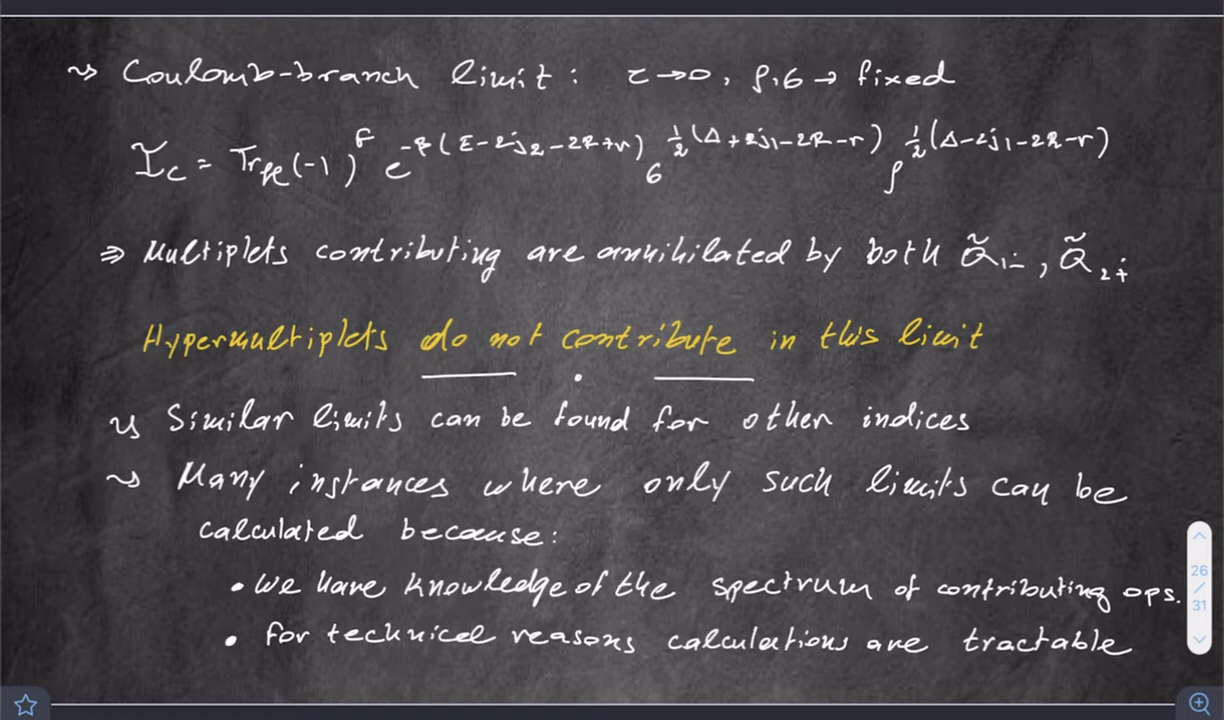 ⇝ Coulomb-branch limit: τ→0, ρ,σ → fixed
I_C = Tr_H (-1)^F e^{-β(E-2j_2-2R+r)} σ^{½(Δ+2j_1-2R-r)} ρ^{½(Δ-2j_1-2R-r)}
⇒ Multiplets contributing are annihilated by both Q̃_{1∸}, Q̃_{2∔}
Hypermultiplets do not contribute in this limit
⇝ Similar limits can be found for other indices
⇝ Many instances where only such limits can be
calculated because:
• We have knowledge of the spectrum of contributing ops.
• for technical reasons calculations are tractable
26
/
31